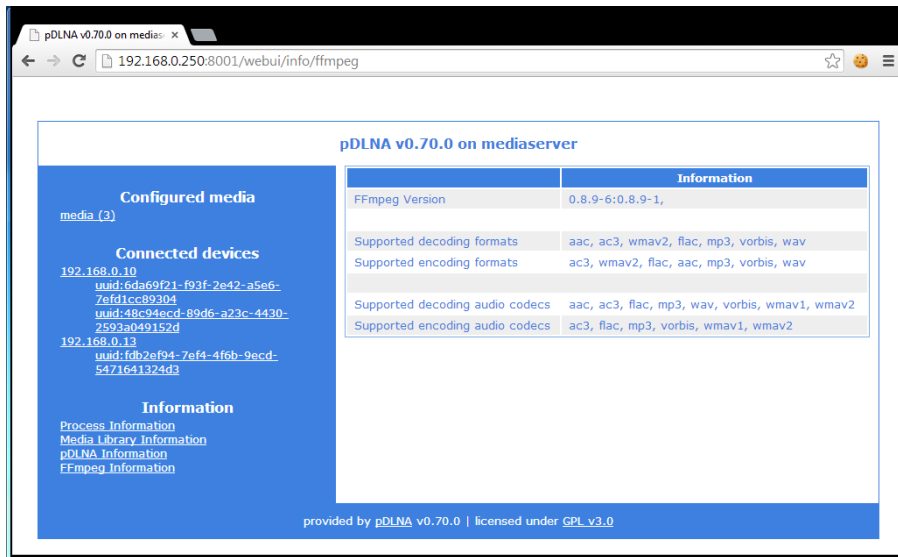 pDLNA v0.70.0 on medias
192.168.0.250:8001/webui/info/ffmpeg
pDLNA v0.70.0 on mediaserver
Configured media
media (3)
Connected devices
192.168.0.10
uuid:6da69f21-f93f-2e42-a5e6-
7efd1cc89304
uuid:48c94ecd-89d6-a23c-4430-
2593a049152d
192.168.0.13
uuid:fdb2ef94-7ef4-4f6b-9ecd-
5471641324d3
Information
Process Information
Media Library Information
pDLNA Information
FFmpeg Information
Information
FFmpeg Version 0.8.9-6:0.8.9-1,
Supported decoding formats aac, ac3, wmav2, flac, mp3, vorbis, wav
Supported encoding formats ac3, wmav2, flac, aac, mp3, vorbis, wav
Supported decoding audio codecs aac, ac3, flac, mp3, wav, vorbis, wmav1, wmav2
Supported encoding audio codecs ac3, flac, mp3, vorbis, wmav1, wmav2
provided by pDLNA v0.70.0 | licensed under GPL v3.0